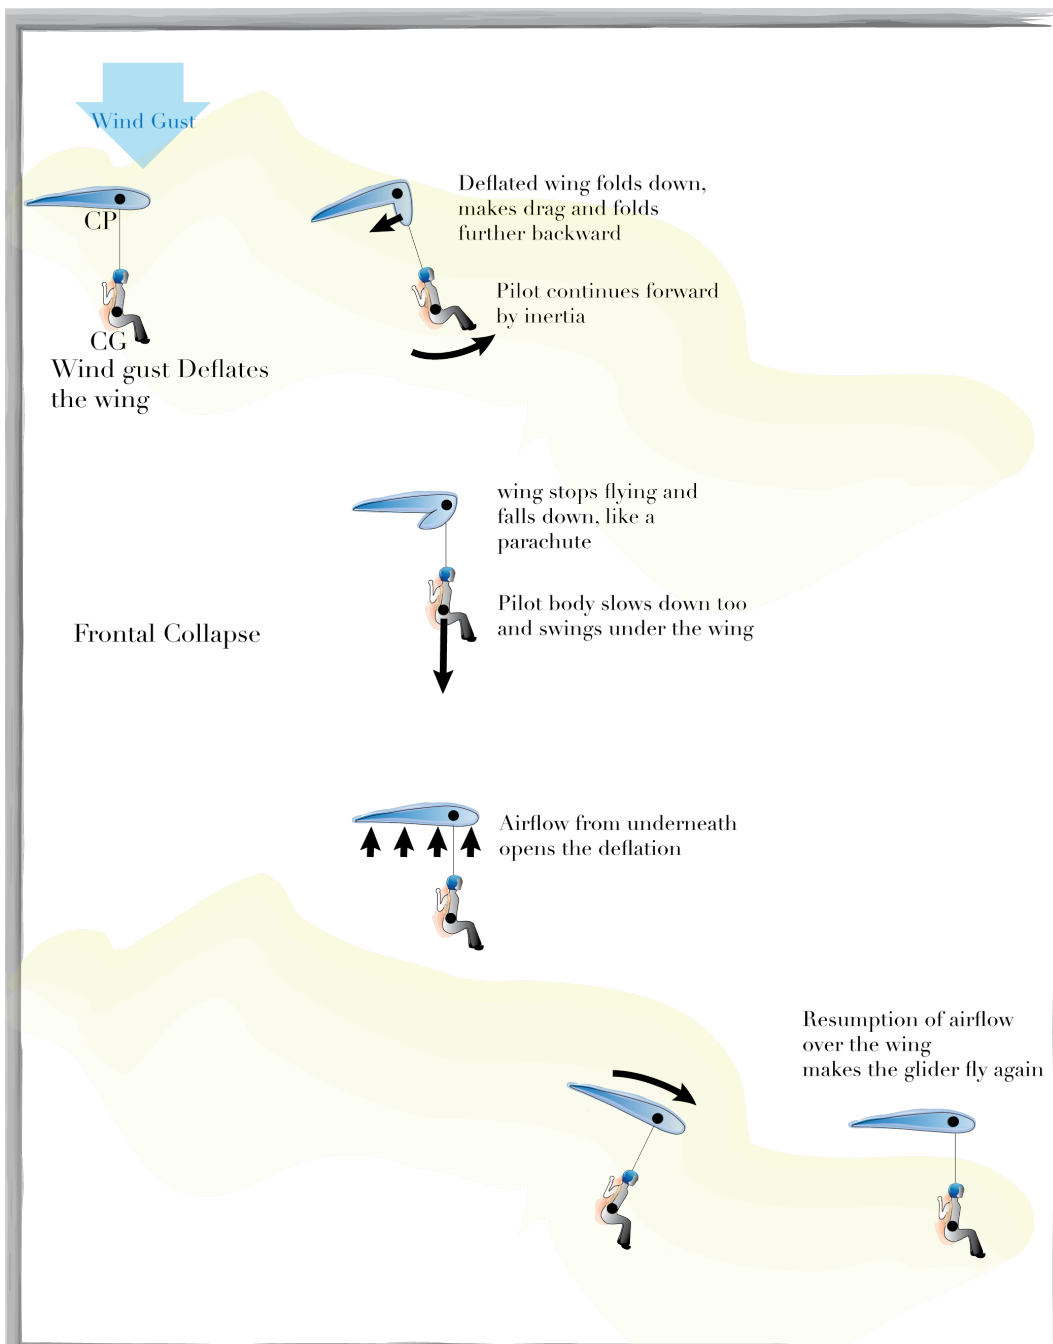 Wind Gust
CP
CG
Wind gust Deflates
the wing
Deflated wing folds down,
makes drag and folds
further backward
Pilot continues forward
by inertia
wing stops flying and
falls down, like a
parachute
Pilot body slows down too
and swings under the wing
Frontal Collapse
Airflow from underneath
opens the deflation
Resumption of airflow
over the wing
makes the glider fly again